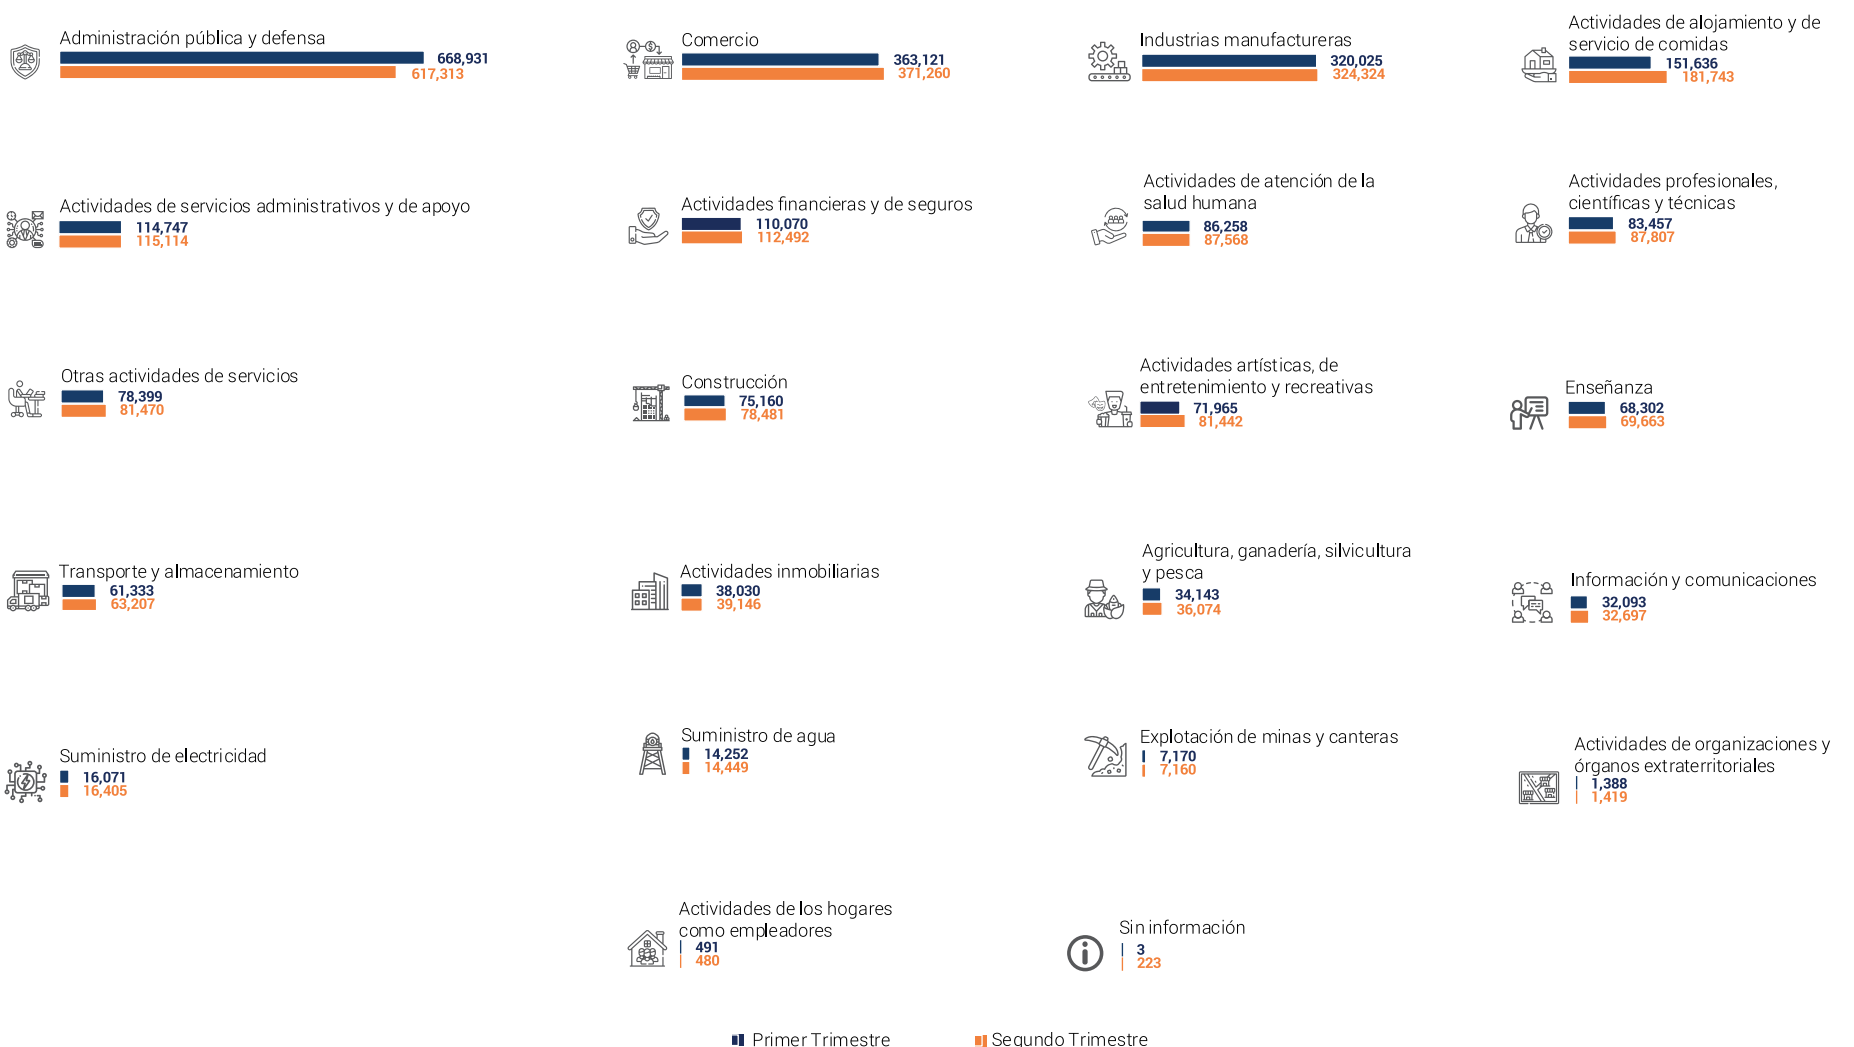 Administración pública y defensa
668,931
617,313
Comercio
363,121
371,260
Industrias manufactureras
320,025
324,324
Actividades de alojamiento y de
servicio de comidas
151,636
181,743
Actividades de servicios administrativos y de apoyo
114,747
115,114
Actividades financieras y de seguros
110,070
112,492
Actividades de atención de la
salud humana
86,258
87,568
Actividades profesionales,
científicas y técnicas
83,457
87,807
Otras actividades de servicios
78,399
81,470
Construcción
75,160
78,481
Actividades artísticas, de
entretenimiento y recreativas
71,965
81,442
Enseñanza
68,302
69,663
Transporte y almacenamiento
61,333
63,207
Actividades inmobiliarias
38,030
39,146
Agricultura, ganadería, silvicultura
y pesca
34,143
36,074
Información y comunicaciones
32,093
32,697
Suministro de electricidad
16,071
16,405
Suministro de agua
14,252
14,449
Explotación de minas y canteras
7,170
7,160
Actividades de organizaciones y
órganos extraterritoriales
1,388
1,419
Actividades de los hogares
como empleadores
491
480
Sin información
3
223
Primer Trimestre
Segundo Trimestre